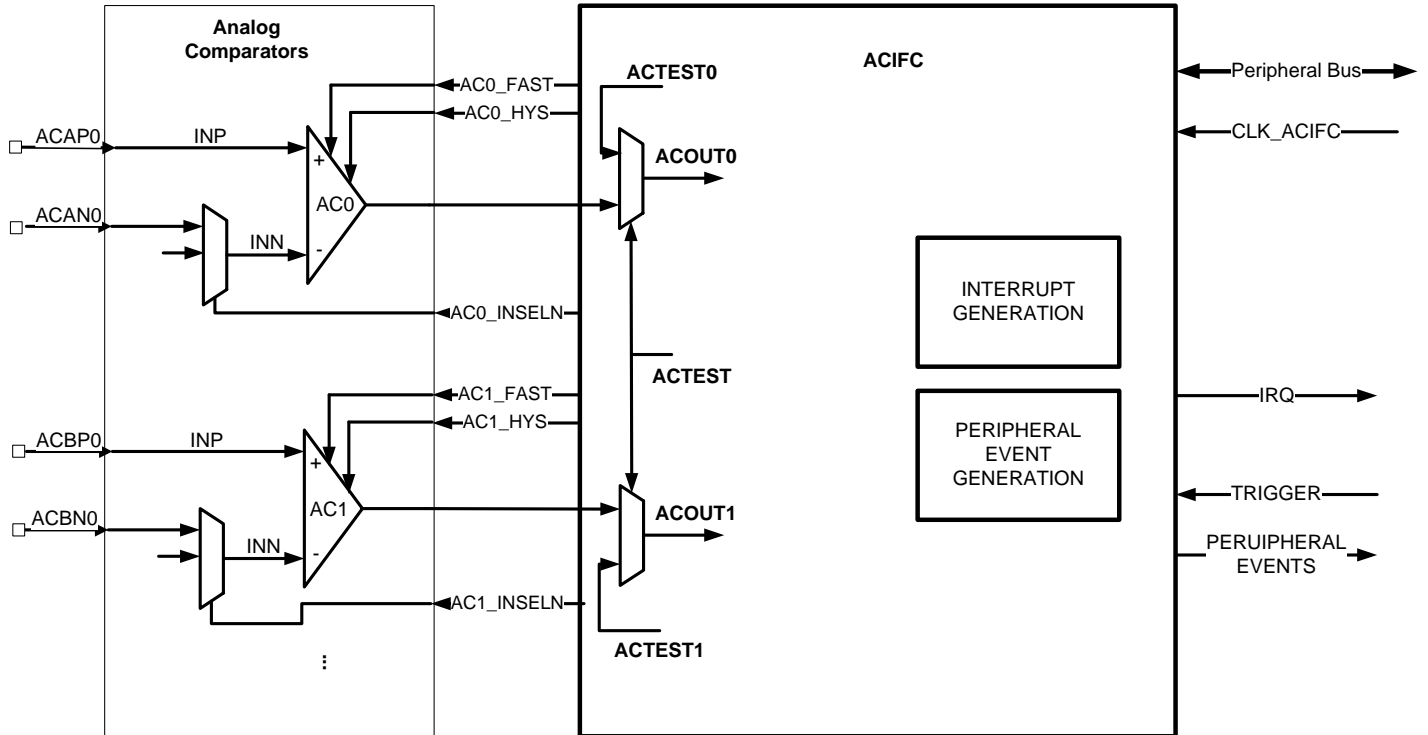 Analog
Comparators
ACIFC
ACTEST0
AC0_FAST
Peripheral Bus
AC0_HYS
ACAP0
INP
CLK_ACIFC
+
ACOUT0
AC0
ACAN0
INN
-
INTERRUPT
GENERATION
AC0_INSELN
ACTEST
AC1_FAST
IRQ
AC1_HYS
ACBP0
INP
PERIPHERAL
EVENT
GENERATION
+
TRIGGER
AC1
ACOUT1
ACBN0
INN
-
PERUIPHERAL
EVENTS
AC1_INSELN
ACTEST1
...